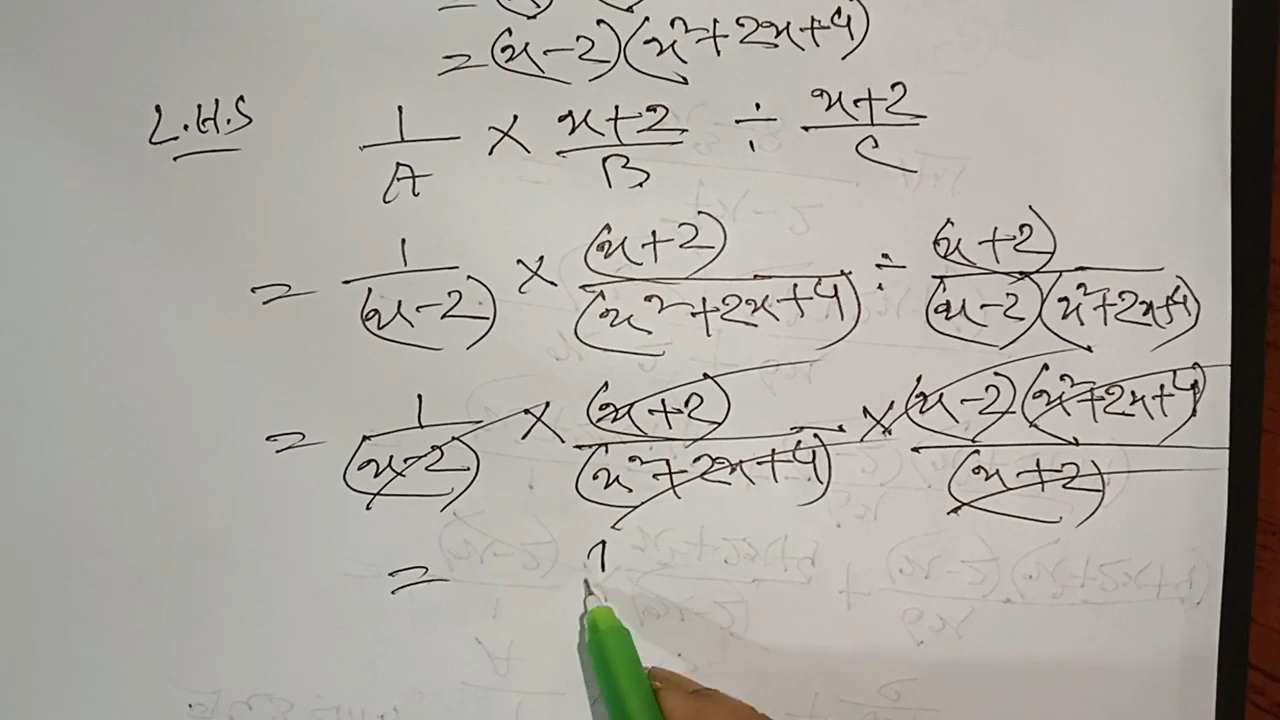 = (x-2)(x²+2x+4)
L.H.S 1/A × x+2/B ÷ x+2/C
= 1/(x-2) × (x+2)/(x²+2x+4) ÷ (x+2)/(x-2)(x²+2x+4)
= 1/(x-2) × (x+2)/(x²+2x+4) × (x-2)(x²+2x+4)/(x+2)
= 1